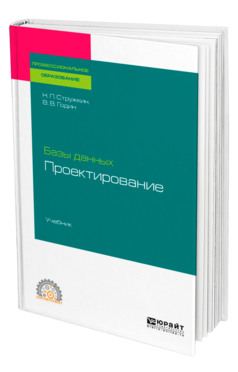 ПРОФЕССИОНАЛЬНОЕ
ОБРАЗОВАНИЕ
Н. П. Стружкин
В. В. Годин
Базы данных
Проектирование
Учебник
юрайт